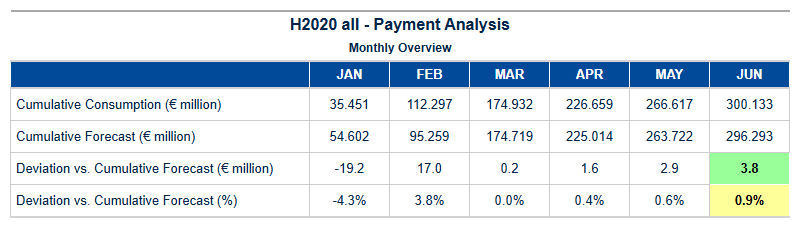 H2020 all - Payment Analysis
Monthly Overview
JAN FEB MAR APR MAY JUN
Cumulative Consumption (€ million) 35.451 112.297 174.932 226.659 266.617 300.133
Cumulative Forecast (€ million) 54.602 95.259 174.719 225.014 263.722 296.293
Deviation vs. Cumulative Forecast (€ million) -19.2 17.0 0.2 1.6 2.9 3.8
Deviation vs. Cumulative Forecast (%) -4.3% 3.8% 0.0% 0.4% 0.6% 0.9%